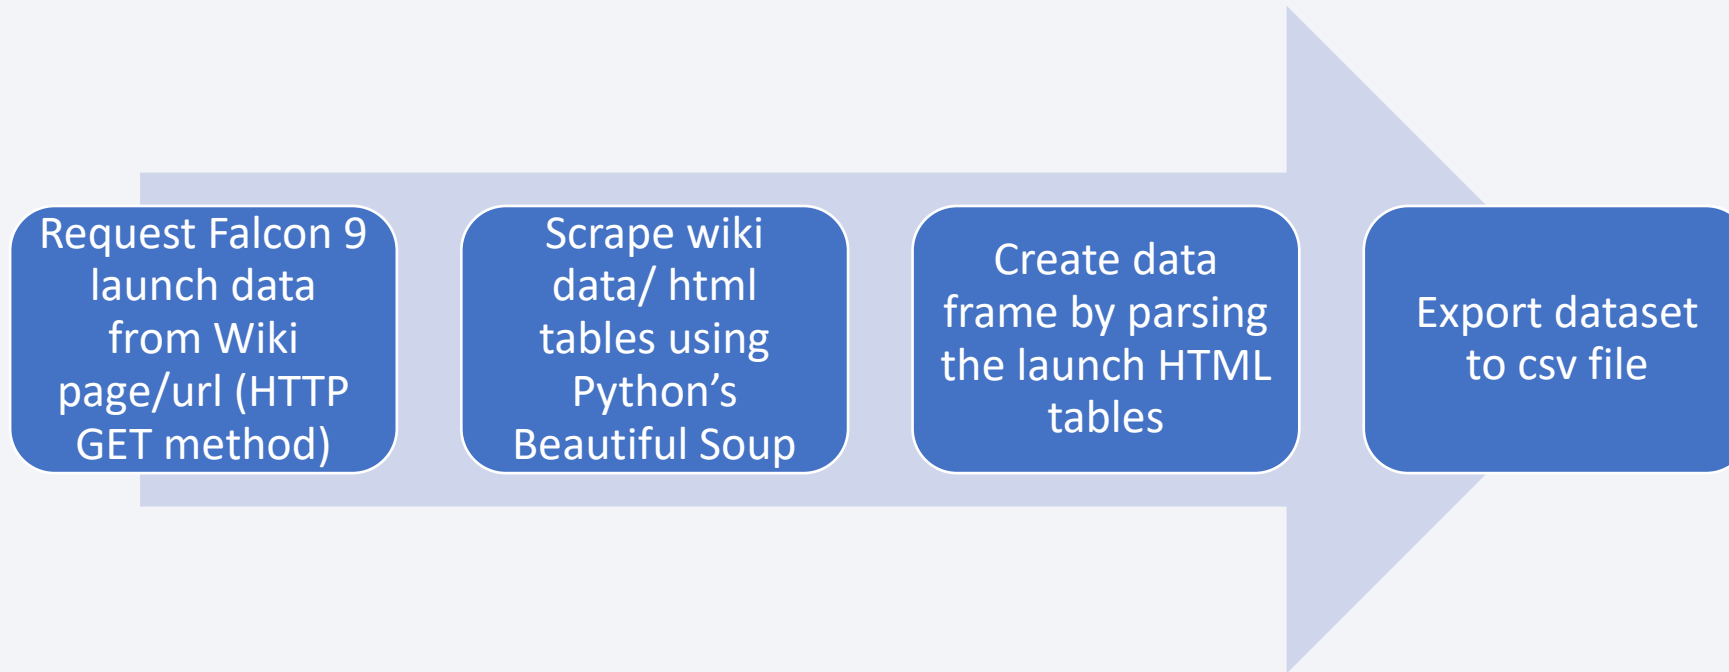 Request Falcon 9
launch data
from Wiki
page/url (HTTP
GET method)
Scrape wiki
data/ html
tables using
Python’s
Beautiful Soup
Create data
frame by parsing
the launch HTML
tables
Export dataset
to csv file